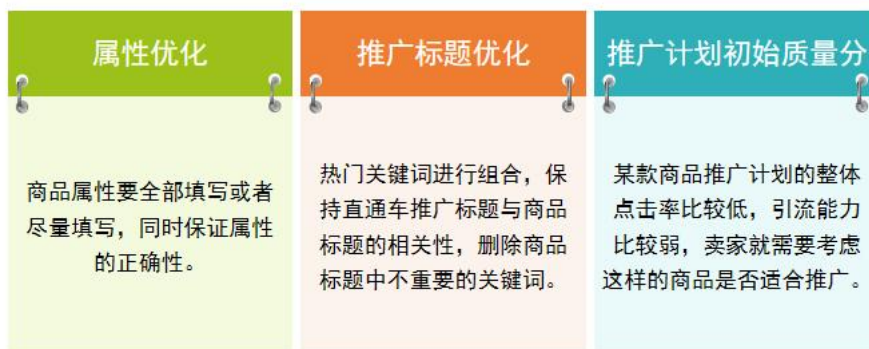 属性优化
商品属性要全部填写或者
尽量填写，同时保证属性
的正确性。
推广标题优化
热门关键词进行组合，保
持直通车推广标题与商品
标题的相关性，删除商品
标题中不重要的关键词。
推广计划初始质量分
某款商品推广计划的整体
点击率比较低，引流能力
比较弱，卖家就需要考虑
这样的商品是否适合推广。